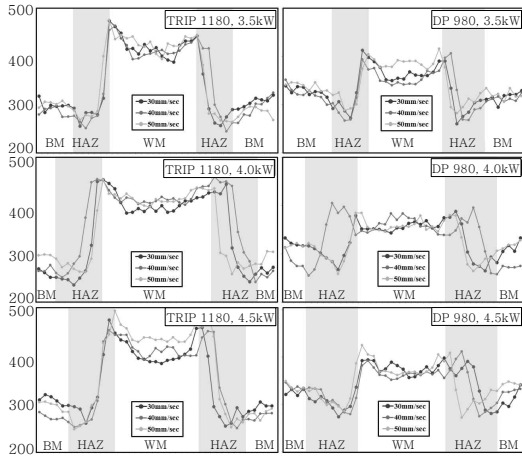 500
400
300
200
TRIP 1180, 3.5kW
30mm/sec
40mm/sec
50mm/sec
BM HAZ WM HAZ BM
DP 980, 3.5kW
30mm/sec
40mm/sec
50mm/sec
BM HAZ WM HAZ BM
500
400
300
200
TRIP 1180, 4.0kW
30mm/sec
40mm/sec
50mm/sec
BM HAZ WM HAZ BM
DP 980, 4.0kW
30mm/sec
40mm/sec
50mm/sec
BM HAZ WM HAZ BM
500
400
300
200
TRIP 1180, 4.5kW
30mm/sec
40mm/sec
50mm/sec
BM HAZ WM HAZ BM
DP 980, 4.5kW
30mm/sec
40mm/sec
50mm/sec
BM HAZ WM HAZ BM